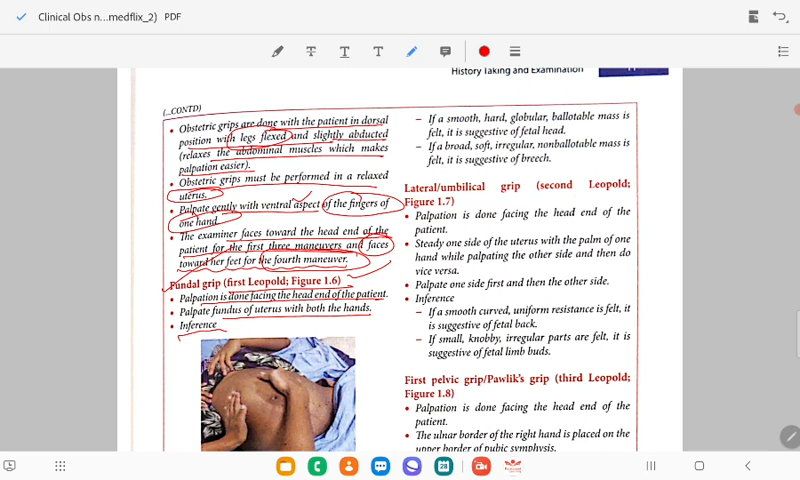 Clinical Obs n...medflix_2) PDF
History Taking and Examination
(...CONTD)
• Obstetric grips are done with the patient in dorsal
position with legs flexed and slightly abducted
(relaxes the abdominal muscles which makes
palpation easier).
• Obstetric grips must be performed in a relaxed
uterus.
• Palpate gently with ventral aspect of the fingers of
one hand.
• The examiner faces toward the head end of the
patient for the first three maneuvers and faces
toward her feet for the fourth maneuver.
Fundal grip (first Leopold; Figure 1.6)
• Palpation is done facing the head end of the patient.
• Palpate fundus of uterus with both the hands.
• Inference
– If a smooth, hard, globular, ballotable mass is
felt, it is suggestive of fetal head.
– If a broad, soft, irregular, nonballotable mass is
felt, it is suggestive of breech.
Lateral/umbilical grip (second Leopold;
Figure 1.7)
• Palpation is done facing the head end of the
patient.
• Steady one side of the uterus with the palm of one
hand while palpating the other side and then do
vice versa.
• Palpate one side first and then the other side.
• Inference
– If a smooth curved, uniform resistance is felt, it
is suggestive of fetal back.
– If small, knobby, irregular parts are felt, it is
suggestive of fetal limb buds.
First pelvic grip/Pawlik's grip (third Leopold;
Figure 1.8)
• Palpation is done facing the head end of the
patient.
• The ulnar border of the right hand is placed on the
upper border of pubic symphysis.
28